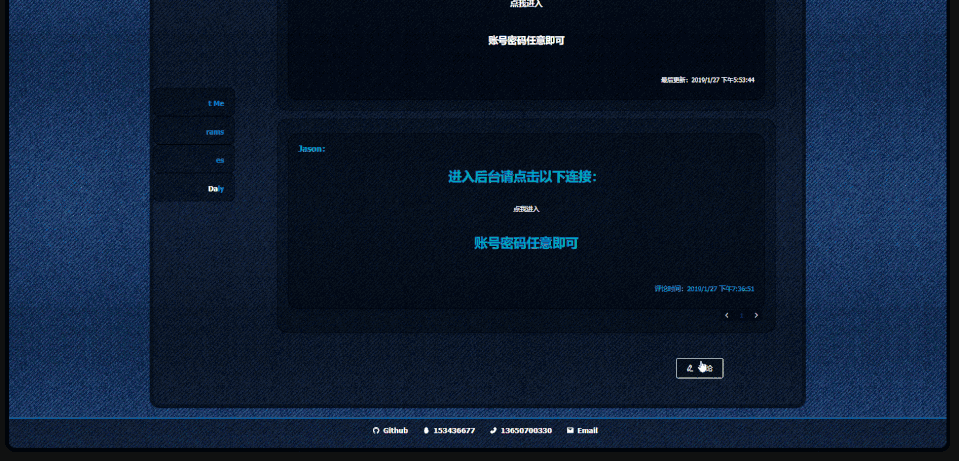 点我进入
账号密码任意即可
最后更新：2019/1/27 下午5:53:44
t Me
rams
es
Daly
Jason：
进入后台请点击以下连接：
点我进入
账号密码任意即可
评论时间：2019/1/27 下午7:36:51
论
Github 153436677 13650700330 Email